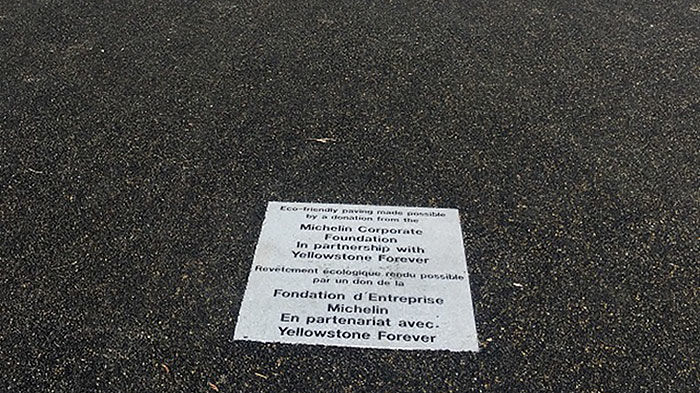 Eco-friendly paving made possible
by a donation from the
Michelin Corporate
Foundation
In partnership with
Yellowstone Forever
Revêtement écologique rendu possible
par un don de la
Fondation d'Entreprise
Michelin
En partenariat avec.
Yellowstone Forever